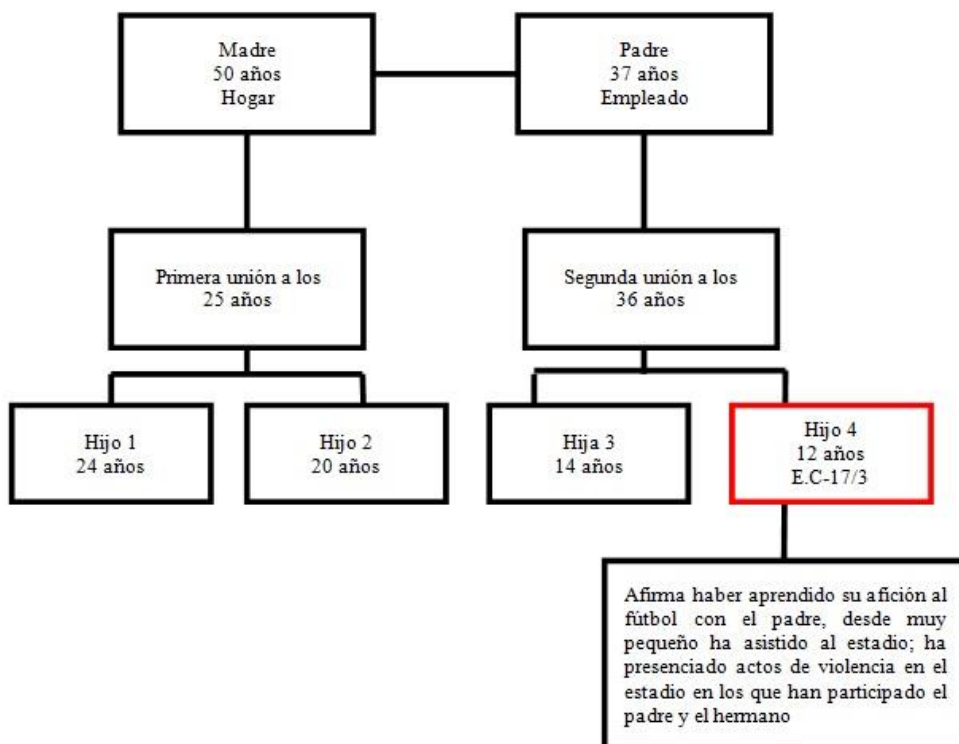 Madre
50 años
Hogar
Padre
37 años
Empleado
Primera unión a los
25 años
Segunda unión a los
36 años
Hijo 1
24 años
Hijo 2
20 años
Hija 3
14 años
Hijo 4
12 años
E.C-17/3
Afirma haber aprendido su afición al
fútbol con el padre, desde muy
pequeño ha asistido al estadio; ha
presenciado actos de violencia en el
estadio en los que han participado el
padre y el hermano